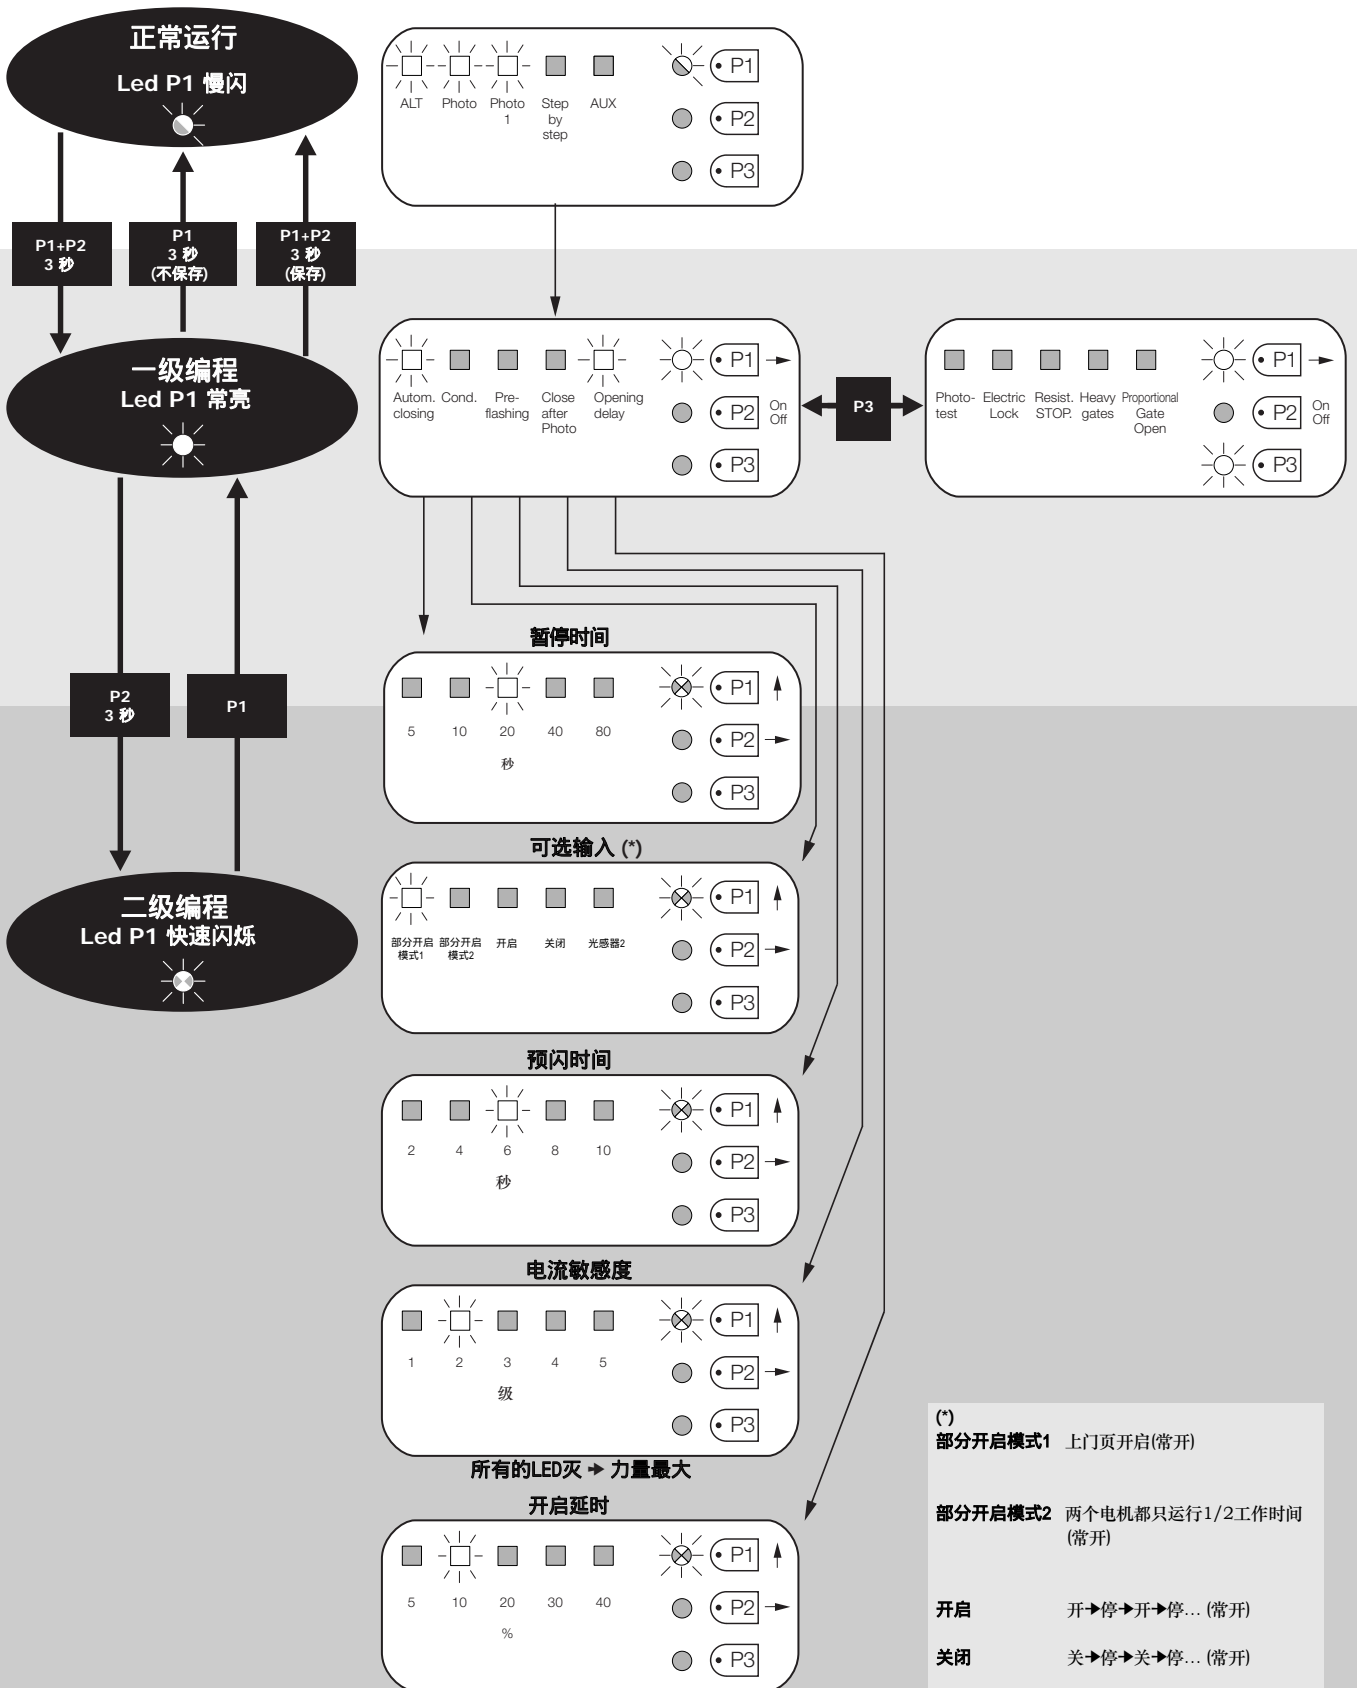 正常运行
Led P1 慢闪
ALT Photo Photo 1 Step by step AUX
P1
P2
P3
P1+P2
3 秒
P1
3 秒
(不保存)
P1+P2
3 秒
(保存)
一级编程
Led P1 常亮
Autom. closing Cond. Pre-flashing Close after Photo Opening delay
P1
P2 On Off
P3
P3
Photo-test Electric Lock Resist. STOP. Heavy gates Proportional Gate Open
P1
P2 On Off
P3
P2
3 秒
P1
暂停时间
5 10 20 40 80
秒
P1
P2
P3
二级编程
Led P1 快速闪烁
可选输入 (*)
部分开启模式1 部分开启模式2 开启 关闭 光感器2
P1
P2
P3
预闪时间
2 4 6 8 10
秒
P1
P2
P3
电流敏感度
1 2 3 4 5
级
P1
P2
P3
所有的LED灭 → 力量最大
开启延时
5 10 20 30 40
%
P1
P2
P3
(*)
部分开启模式1 上门页开启(常开)
部分开启模式2 两个电机都只运行1/2工作时间
(常开)
开启 开→停→开→停... (常开)
关闭 关→停→关→停... (常开)